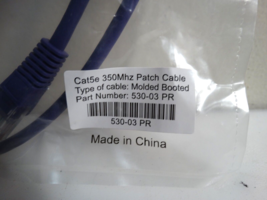 Cat5e 350Mhz Patch Cable
Type of cable: Molded Booted
Part Number: 530-03 PR
530-03 PR
Made in China